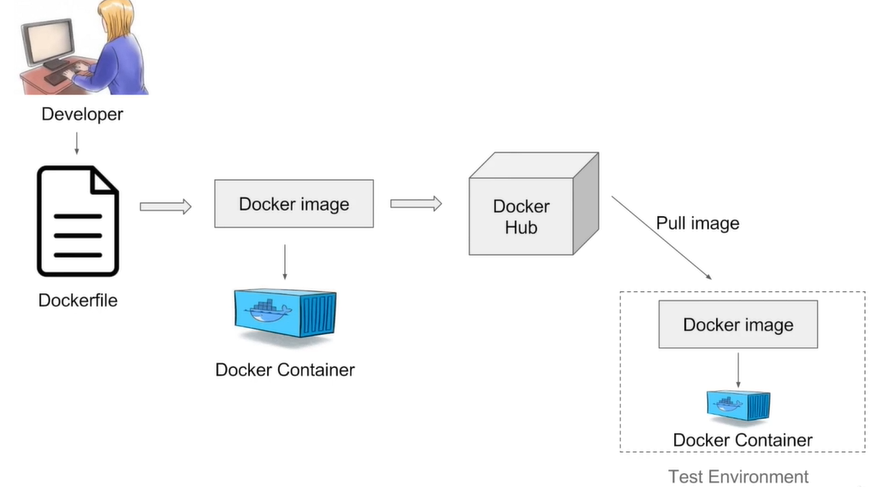 Developer
Docker image
Docker
Hub
Pull image
Dockerfile
Docker Container
Docker image
Docker Container
Test Environment